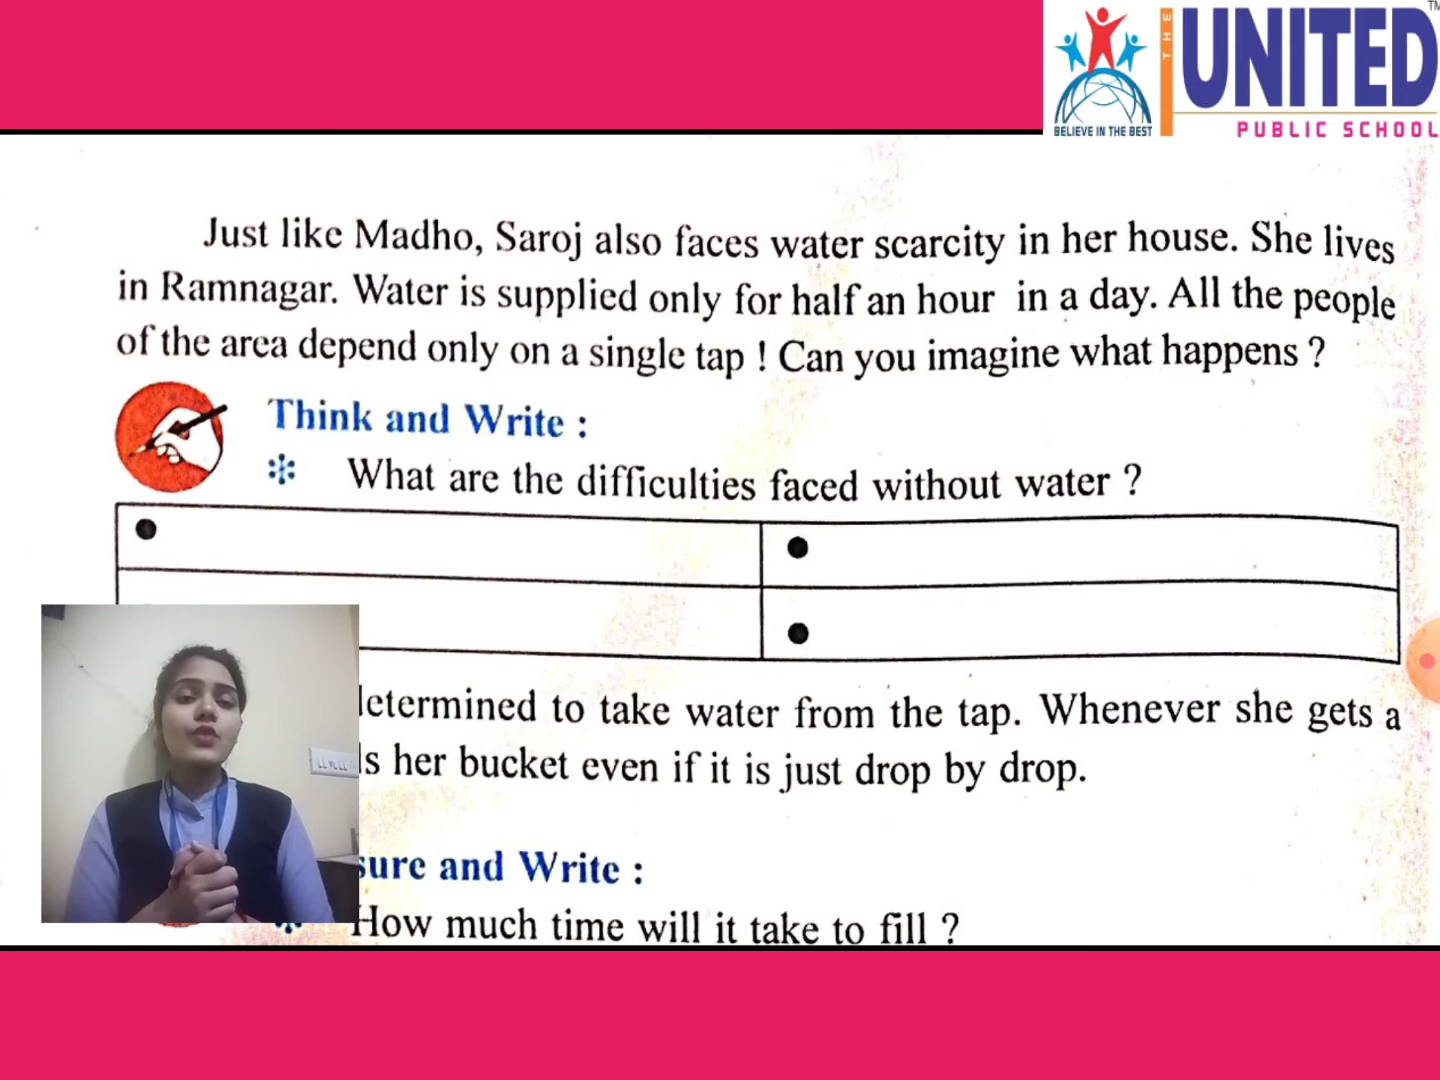 THE UNITED
TM
PUBLIC SCHOOL
BELIEVE IN THE BEST
Just like Madho, Saroj also faces water scarcity in her house. She lives
in Ramnagar. Water is supplied only for half an hour in a day. All the people
of the area depend only on a single tap ! Can you imagine what happens ?
Think and Write :
What are the difficulties faced without water ?
etermined to take water from the tap. Whenever she gets a
s her bucket even if it is just drop by drop.
sure and Write :
How much time will it take to fill ?